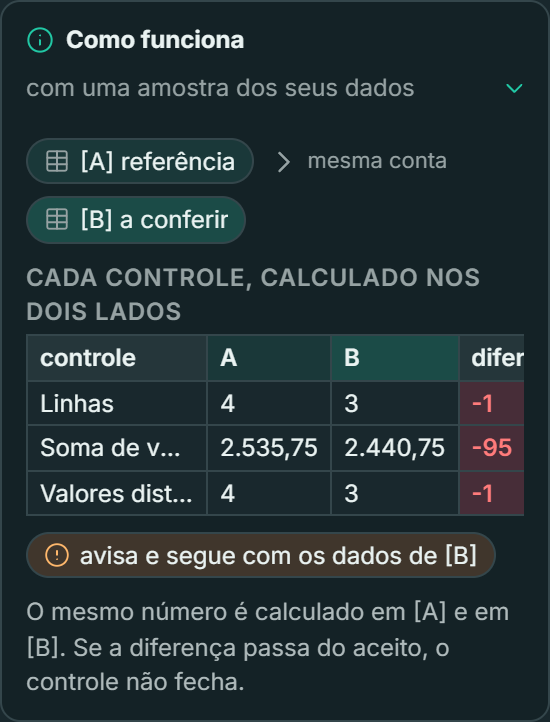 Como funciona
com uma amostra dos seus dados
[A] referência > mesma conta
[B] a conferir
CADA CONTROLE, CALCULADO NOS
DOIS LADOS
controle A B difer
Linhas 4 3 -1
Soma de v... 2.535,75 2.440,75 -95
Valores dist... 4 3 -1
avisa e segue com os dados de [B]
O mesmo número é calculado em [A] e em
[B]. Se a diferença passa do aceito, o
controle não fecha.